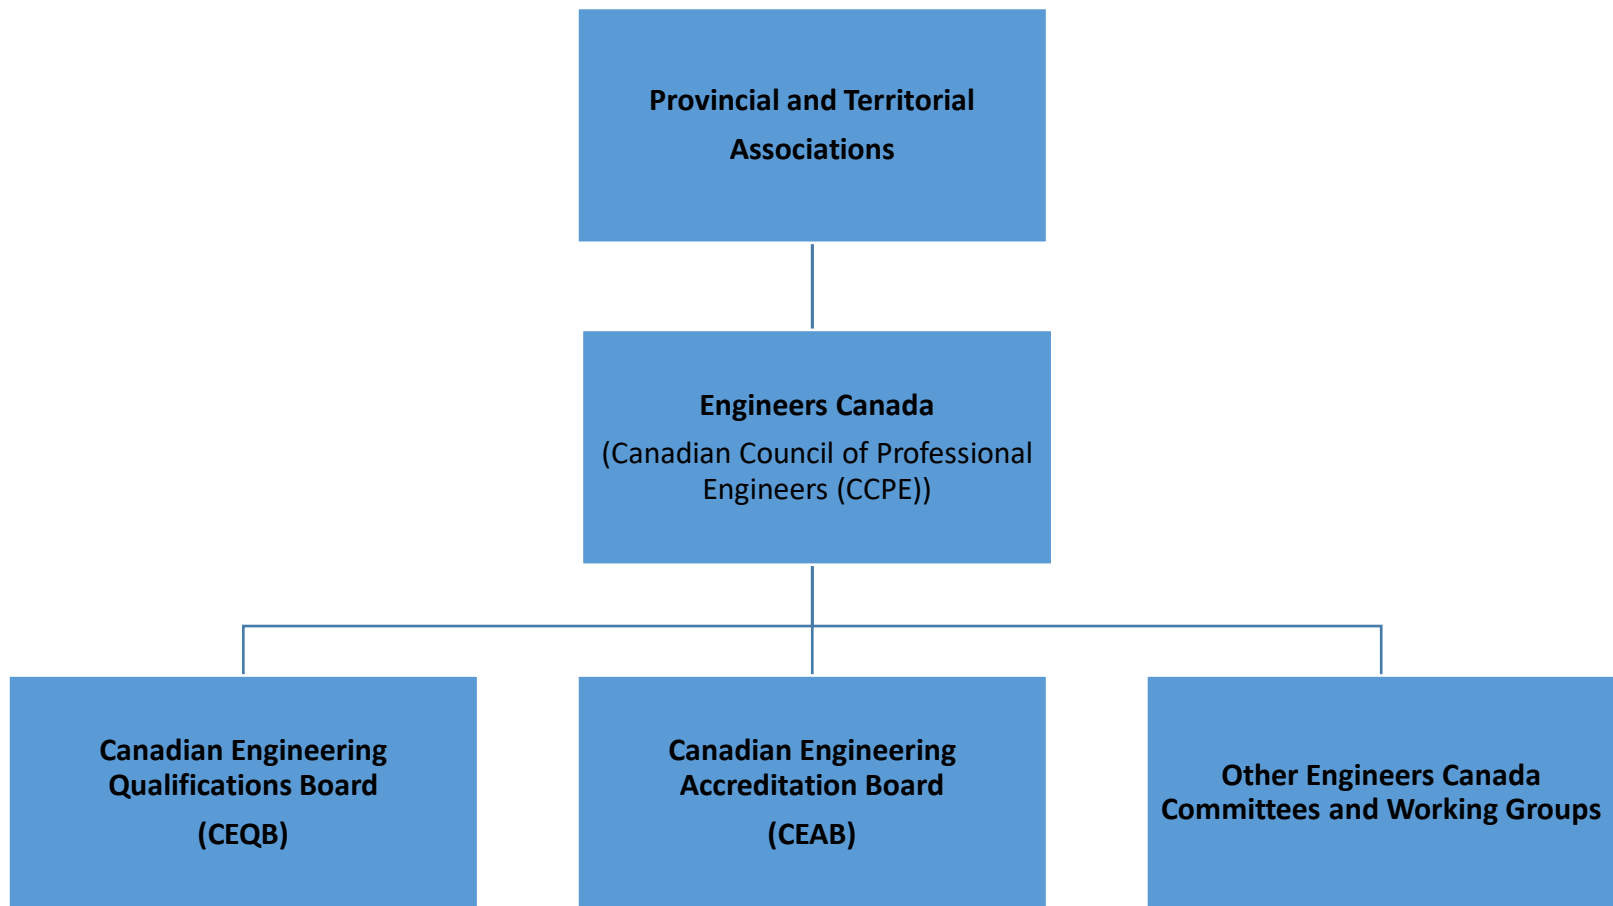 Provincial and Territorial
Associations
Engineers Canada
(Canadian Council of Professional
Engineers (CCPE))
Canadian Engineering
Qualifications Board
(CEQB)
Canadian Engineering
Accreditation Board
(CEAB)
Other Engineers Canada
Committees and Working Groups